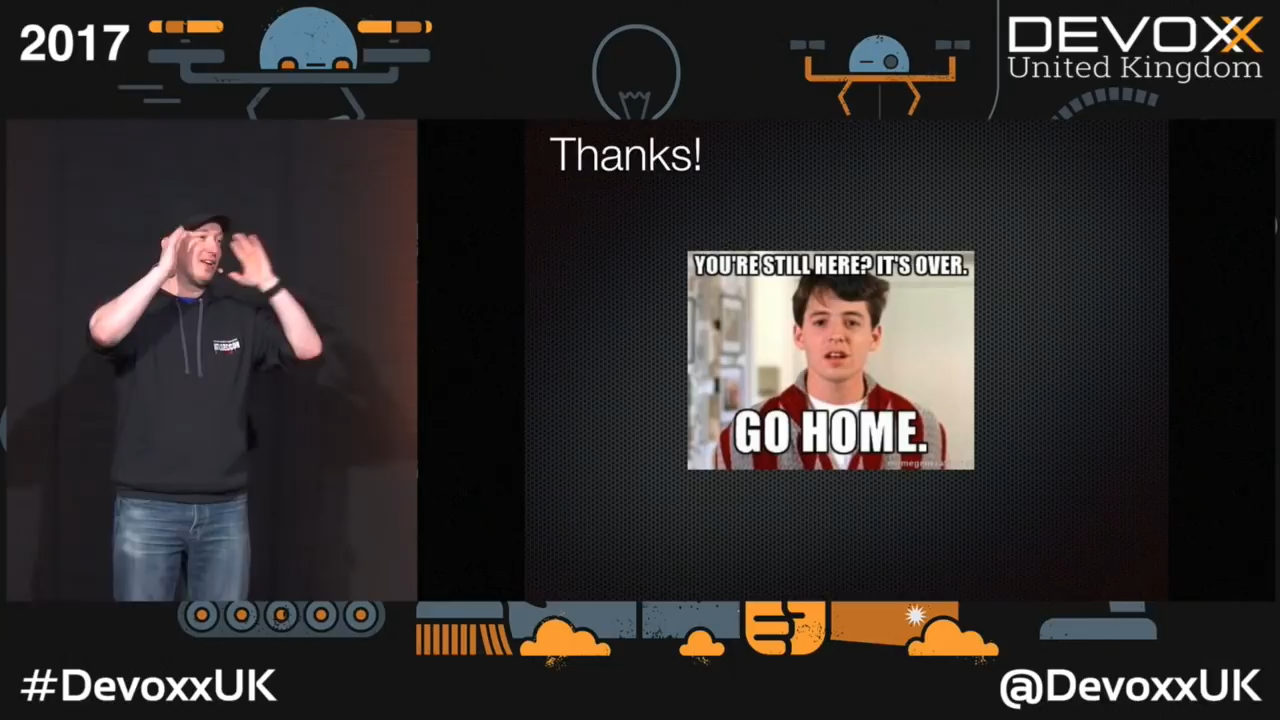 2017
DEVOXX
United Kingdom
Thanks!
YOU'RE STILL HERE? IT'S OVER.
GO HOME.
#DevoxxUK
@DevoxxUK